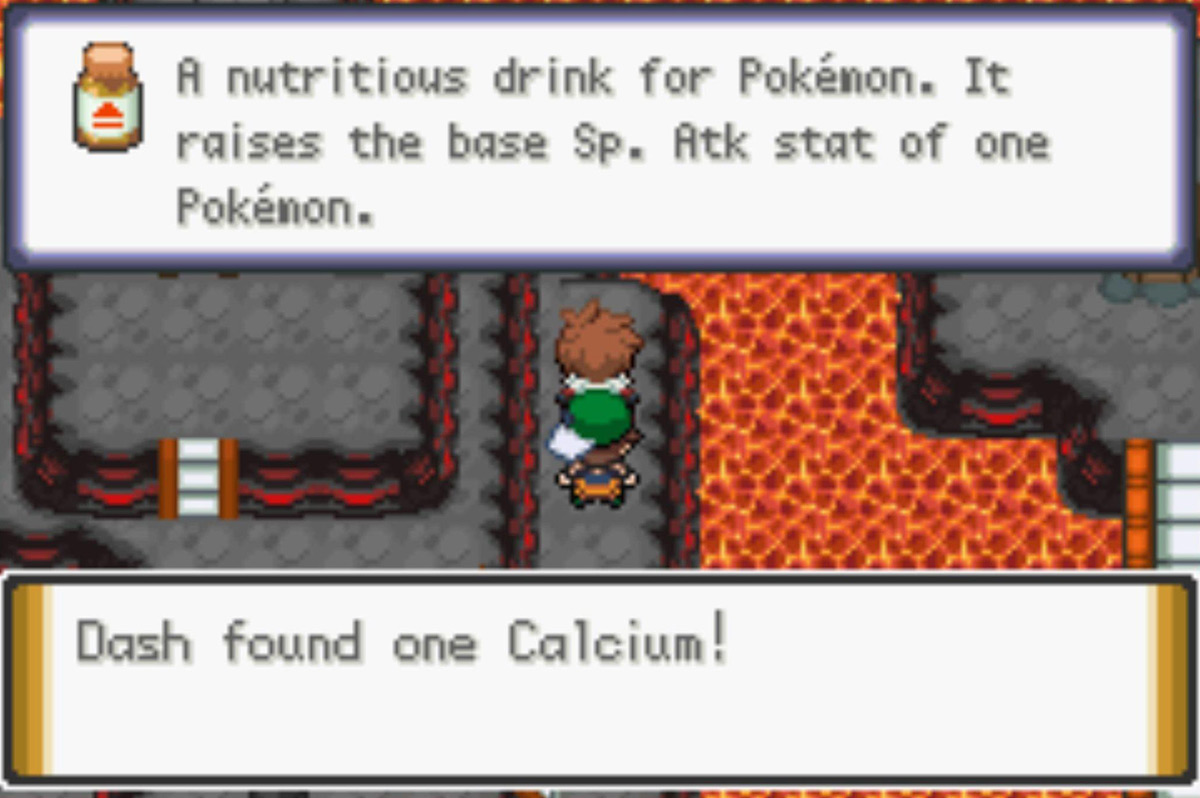 A nutritious drink for Pokémon. It
raises the base Sp. Atk stat of one
Pokémon.
Dash found one Calcium!